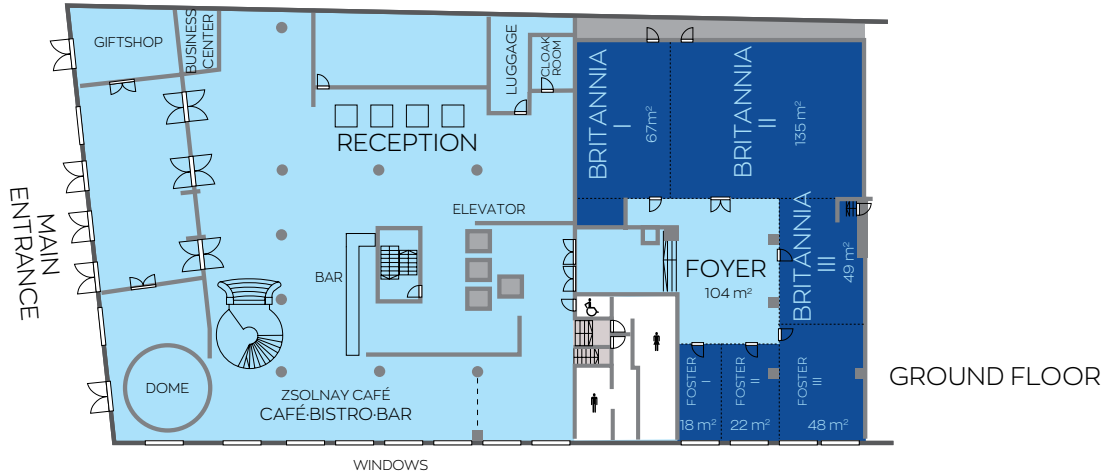 GIFTSHOP
BUSINESS
CENTER
LUGGAGE
CLOAK
ROOM
RECEPTION
BRITANNIA
I
67m²
BRITANNIA
II
135 m²
MAIN
ENTRANCE
ELEVATOR
BAR
FOYER
104 m²
BRITANNIA
III
49 m²
DOME
ZSOLNAY CAFÉ
CAFÉ·BISTRO·BAR
FOSTER
I
18 m²
FOSTER
II
22 m²
FOSTER
III
48 m²
GROUND FLOOR
WINDOWS